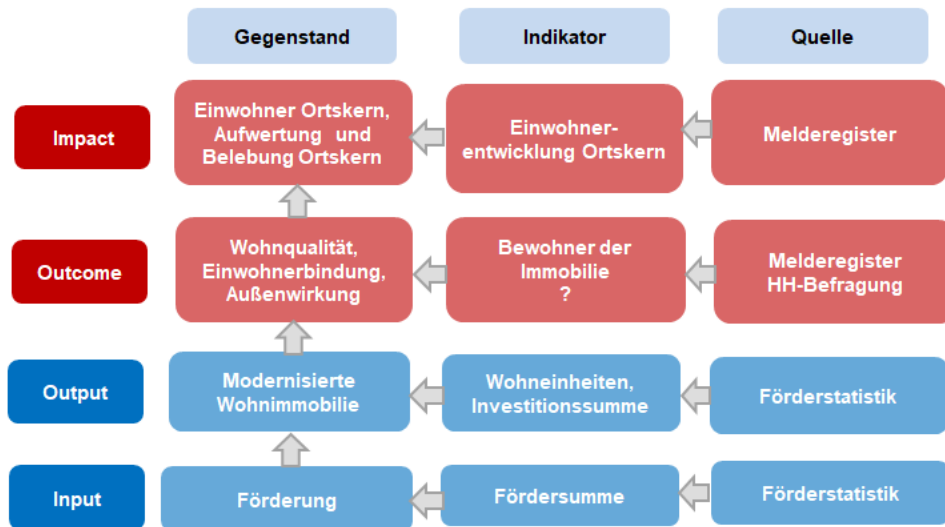 Gegenstand
Indikator
Quelle
Impact
Einwohner Ortskern,
Aufwertung und
Belebung Ortskern
Einwohner-
entwicklung Ortskern
Melderegister
Outcome
Wohnqualität,
Einwohnerbindung,
Außenwirkung
Bewohner der
Immobilie
?
Melderegister
HH-Befragung
Output
Modernisierte
Wohnimmobilie
Wohneinheiten,
Investitionssumme
Förderstatistik
Input
Förderung
Fördersumme
Förderstatistik